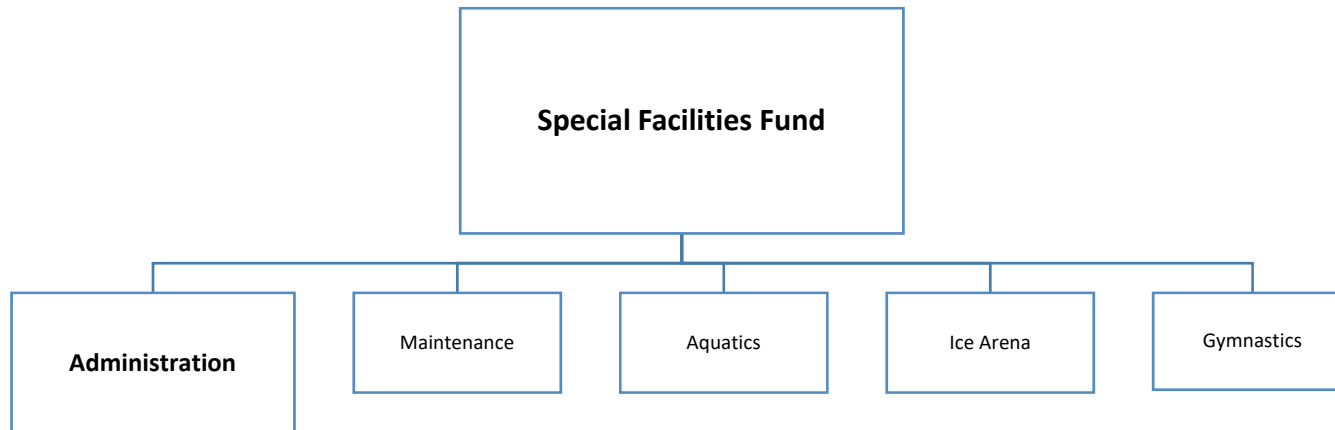 Special Facilities Fund
Administration
Maintenance
Aquatics
Ice Arena
Gymnastics